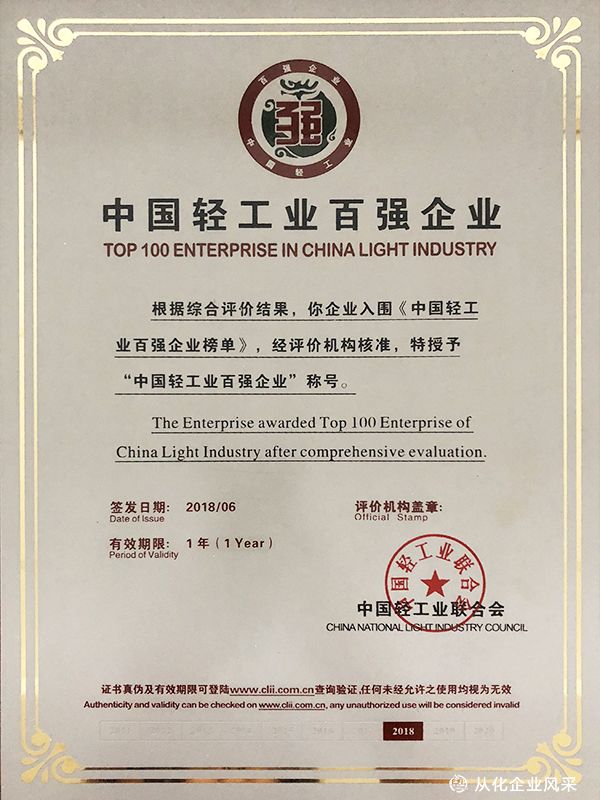 百强企业
强
中国轻工业
中国轻工业百强企业
TOP 100 ENTERPRISE IN CHINA LIGHT INDUSTRY
根据综合评价结果，你企业入围《中国轻工
业百强企业榜单》，经评价机构核准，特授予
“中国轻工业百强企业”称号。
The Enterprise awarded Top 100 Enterprise of
China Light Industry after comprehensive evaluation.
签发日期: 2018/06
Date of Issue
评价机构盖章:
Official Stamp
有效期限: 1 年 ( 1 Year )
Period of Validity
中国轻工业联合会
中国轻工业联合会
CHINA NATIONAL LIGHT INDUSTRY COUNCIL
证书真伪及有效期限可登陆www.clii.com.cn查询验证,任何未经允许之使用均视为无效
Authenticity and validity can be checked on www.clii.com.cn, any unauthorized use will be considered invalid
2018
从化企业风采